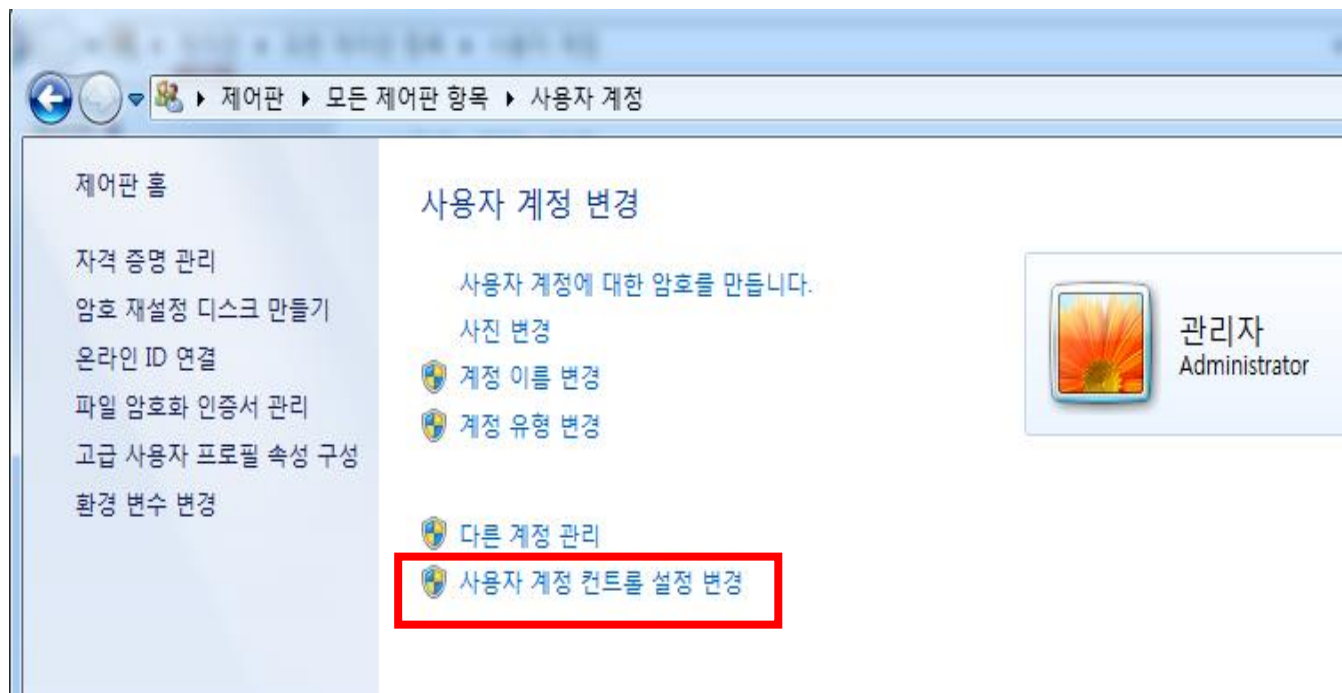 제어판 ▸ 모든 제어판 항목 ▸ 사용자 계정
제어판 홈
자격 증명 관리
암호 재설정 디스크 만들기
온라인 ID 연결
파일 암호화 인증서 관리
고급 사용자 프로필 속성 구성
환경 변수 변경
사용자 계정 변경
사용자 계정에 대한 암호를 만듭니다.
사진 변경
계정 이름 변경
계정 유형 변경
다른 계정 관리
사용자 계정 컨트롤 설정 변경
관리자
Administrator